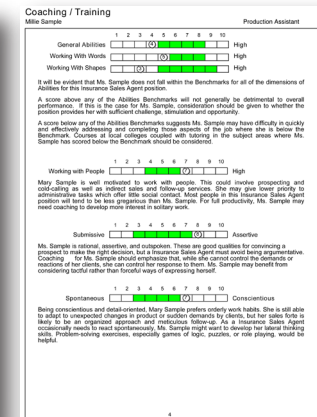 Coaching / Training
Millie Sample Production Assistant
1 2 3 4 5 6 7 8 9 10
General Abilities 4 High
Working With Words 5 High
Working With Shapes 3 High
It will be evident that Ms. Sample does not fall within the Benchmarks for all of the dimensions of
Abilities for this Insurance Sales Agent position.
A score above any of the Abilities Benchmarks will not generally be detrimental to overall
performance. If this is the case for Ms. Sample, consideration should be given to whether the
position provides her with sufficient challenge, stimulation and opportunity.
A score below any of the Abilities Benchmarks suggests Ms. Sample may have difficulty in quickly
and effectively addressing and completing those aspects of the job where she is below the
Benchmark. Courses at local colleges coupled with tutoring in the subject areas where Ms.
Sample has scored below the Benchmark should be considered.
1 2 3 4 5 6 7 8 9 10
Working with People 7 High
Mary Sample is well motivated to work with people. This could involve prospecting and
cold-calling as well as indirect sales and follow-up services. She may give lower priority to
administrative tasks which offer little social contact. Most people in this Insurance Sales Agent
position will tend to be less gregarious than Ms. Sample. For full productivity, Ms. Sample may
need coaching to develop more interest in solitary work.
1 2 3 4 5 6 7 8 9 10
Submissive 8 Assertive
Ms. Sample is rational, assertive, and outspoken. These are good qualities for convincing a
prospect to make the right decision, but a Insurance Sales Agent must avoid being argumentative.
Coaching for Ms. Sample should emphasize that, while she cannot control the demands or
reactions of her clients, she can control her response to them. Ms. Sample may benefit from
considering tactful rather than forceful ways of expressing herself.
1 2 3 4 5 6 7 8 9 10
Spontaneous 7 Conscientious
Being conscientious and detail-oriented, Mary Sample prefers orderly work habits. She is still able
to adapt to unexpected changes in product or sudden demands by clients, but her sales forte is
likely to be an organized approach and meticulous follow-up. As a Insurance Sales Agent
occasionally needs to react spontaneously, Ms. Sample might want to develop her lateral thinking
skills. Problem-solving exercises, especially games of logic, puzzles, or role playing, would be
helpful.
4